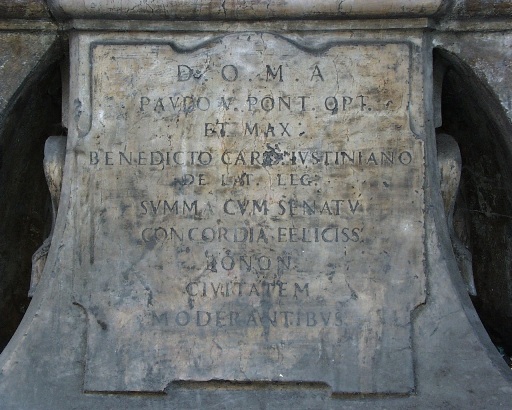 D. O. M. A
PAVLO V. PONT. OPT.
ET MAX.
BENEDICTO CARD. IVSTINIANO
DE LAT. LEG.
SVMMA CVM SENATV
CONCORDIA FELICISS.
BONON.
CIVITATEM
MODERANTIBVS.